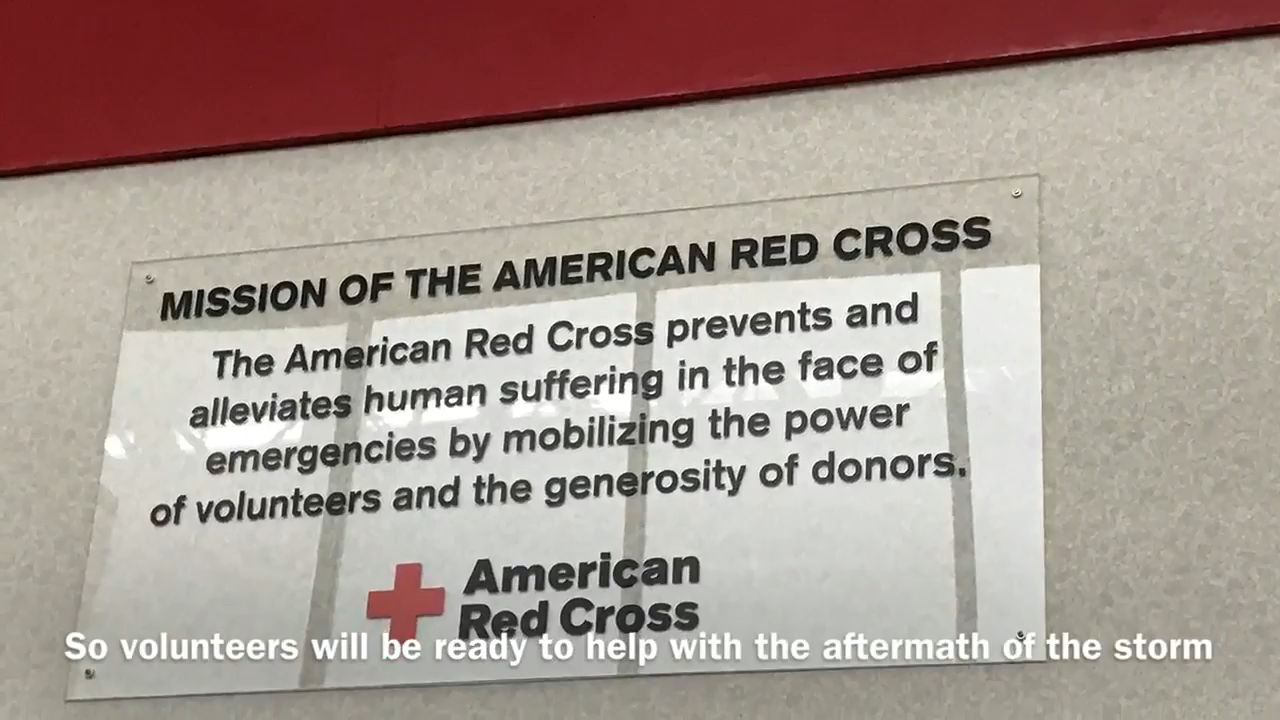 MISSION OF THE AMERICAN RED CROSS
The American Red Cross prevents and
alleviates human suffering in the face of
emergencies by mobilizing the power
of volunteers and the generosity of donors.
American
Red Cross
So volunteers will be ready to help with the aftermath of the storm